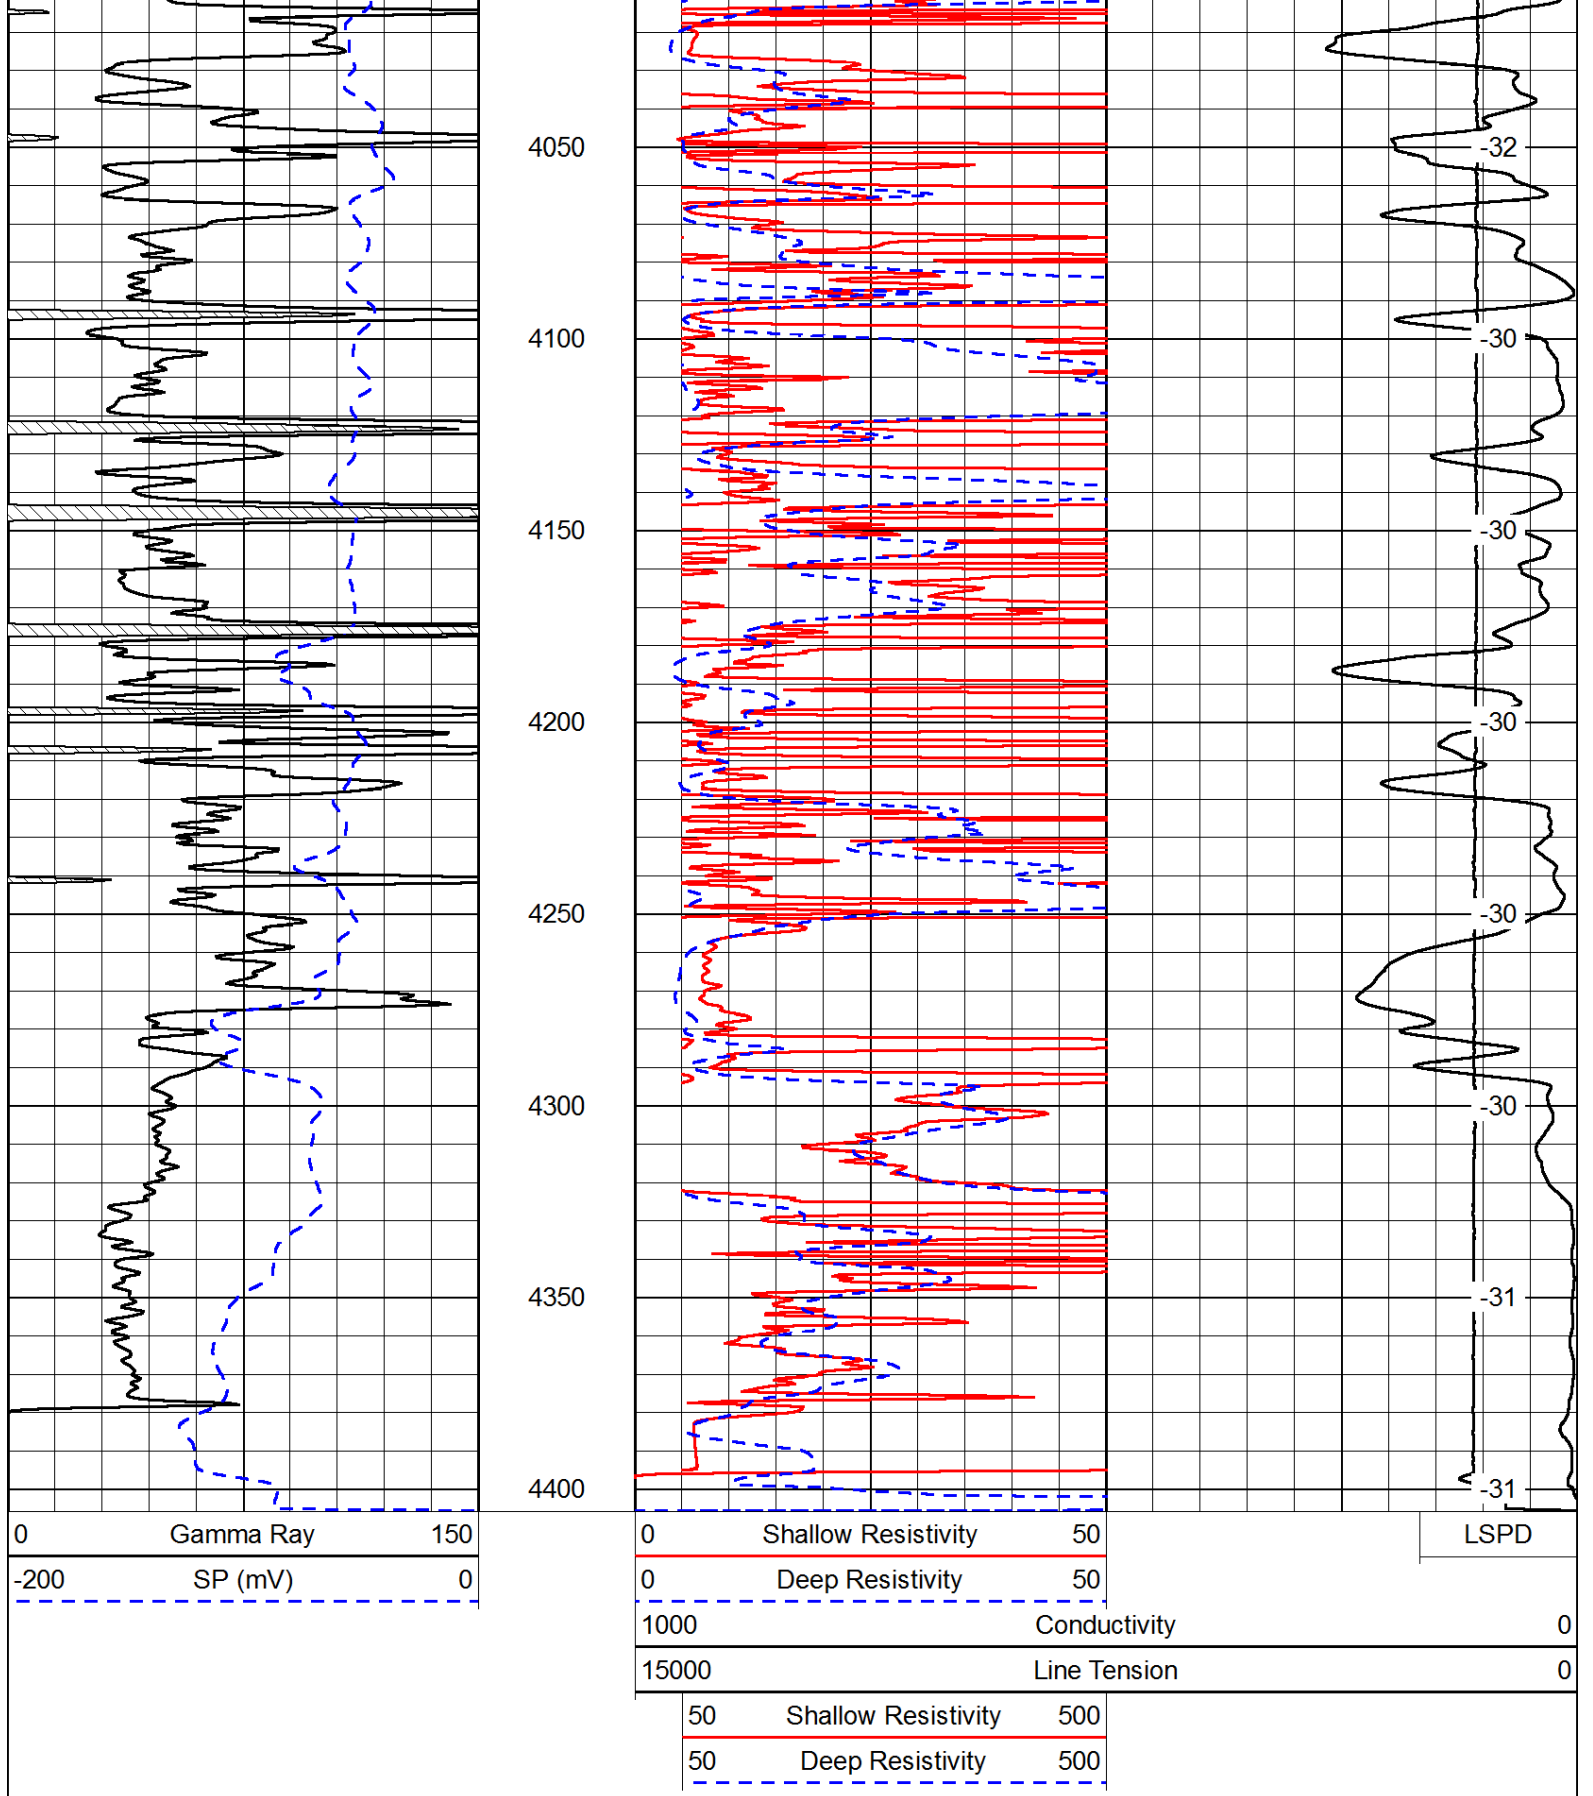 4050 -32
4100 -30
4150 -30
4200 -30
4250 -30
4300 -30
4350 -31
4400 -31
0 Gamma Ray 150 0 Shallow Resistivity 50 LSPD
-200 SP (mV) 0 0 Deep Resistivity 50
1000 Conductivity 0
15000 Line Tension 0
50 Shallow Resistivity 500
50 Deep Resistivity 500